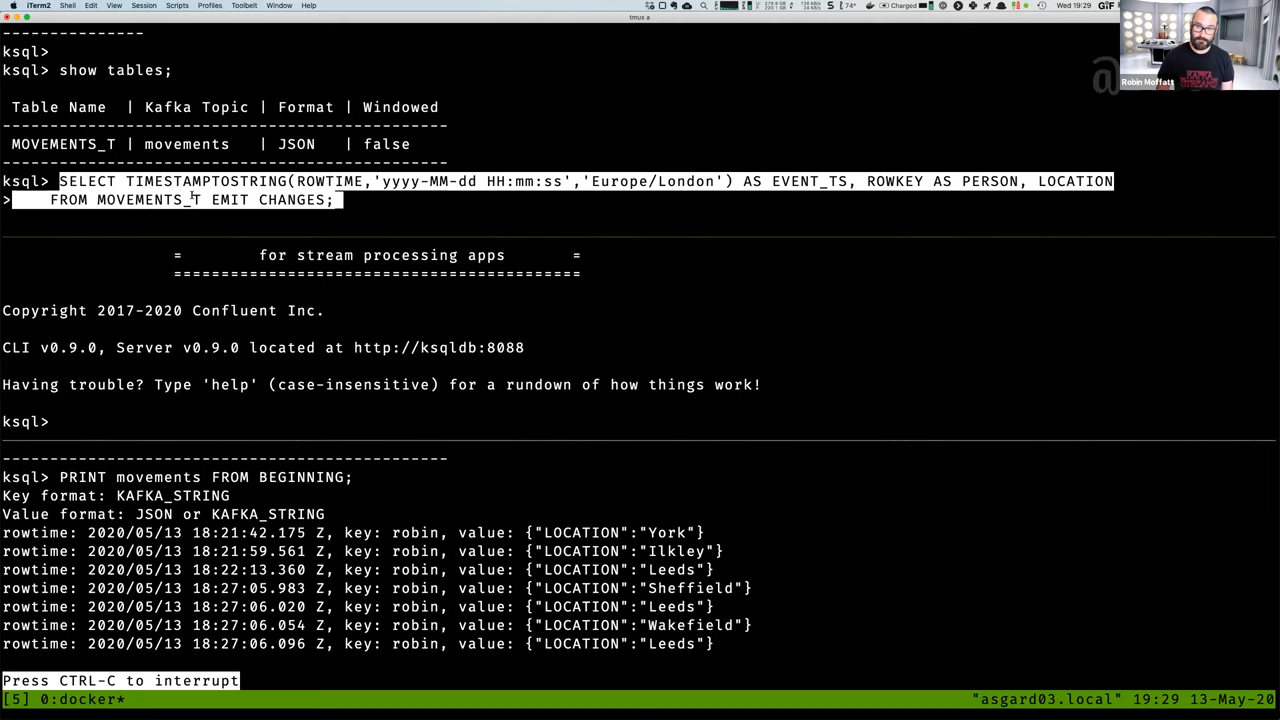 iTerm2 Shell Edit View Session Scripts Profiles Toolbelt Window Help
74° Charged GIF Wed 19:29
tmux a
---------------
ksql>
ksql> show tables;
Table Name | Kafka Topic | Format | Windowed
-----------------------------------------------
MOVEMENTS_T | movements | JSON | false
-----------------------------------------------
ksql> SELECT TIMESTAMPTOSTRING(ROWTIME,'yyyy-MM-dd HH:mm:ss','Europe/London') AS EVENT_TS, ROWKEY AS PERSON, LOCATION
> FROM MOVEMENTS_T EMIT CHANGES;
= for stream processing apps =
===========================================
Copyright 2017-2020 Confluent Inc.
CLI v0.9.0, Server v0.9.0 located at http://ksqldb:8088
Having trouble? Type 'help' (case-insensitive) for a rundown of how things work!
ksql>
-----------------------------------------------
ksql> PRINT movements FROM BEGINNING;
Key format: KAFKA_STRING
Value format: JSON or KAFKA_STRING
rowtime: 2020/05/13 18:21:42.175 Z, key: robin, value: {"LOCATION":"York"}
rowtime: 2020/05/13 18:21:59.561 Z, key: robin, value: {"LOCATION":"Ilkley"}
rowtime: 2020/05/13 18:22:13.360 Z, key: robin, value: {"LOCATION":"Leeds"}
rowtime: 2020/05/13 18:27:05.983 Z, key: robin, value: {"LOCATION":"Sheffield"}
rowtime: 2020/05/13 18:27:06.020 Z, key: robin, value: {"LOCATION":"Leeds"}
rowtime: 2020/05/13 18:27:06.054 Z, key: robin, value: {"LOCATION":"Wakefield"}
rowtime: 2020/05/13 18:27:06.096 Z, key: robin, value: {"LOCATION":"Leeds"}
Press CTRL-C to interrupt
[5] 0:docker* "asgard03.local" 19:29 13-May-20
@
Robin Moffatt
KAFKA STREAMS